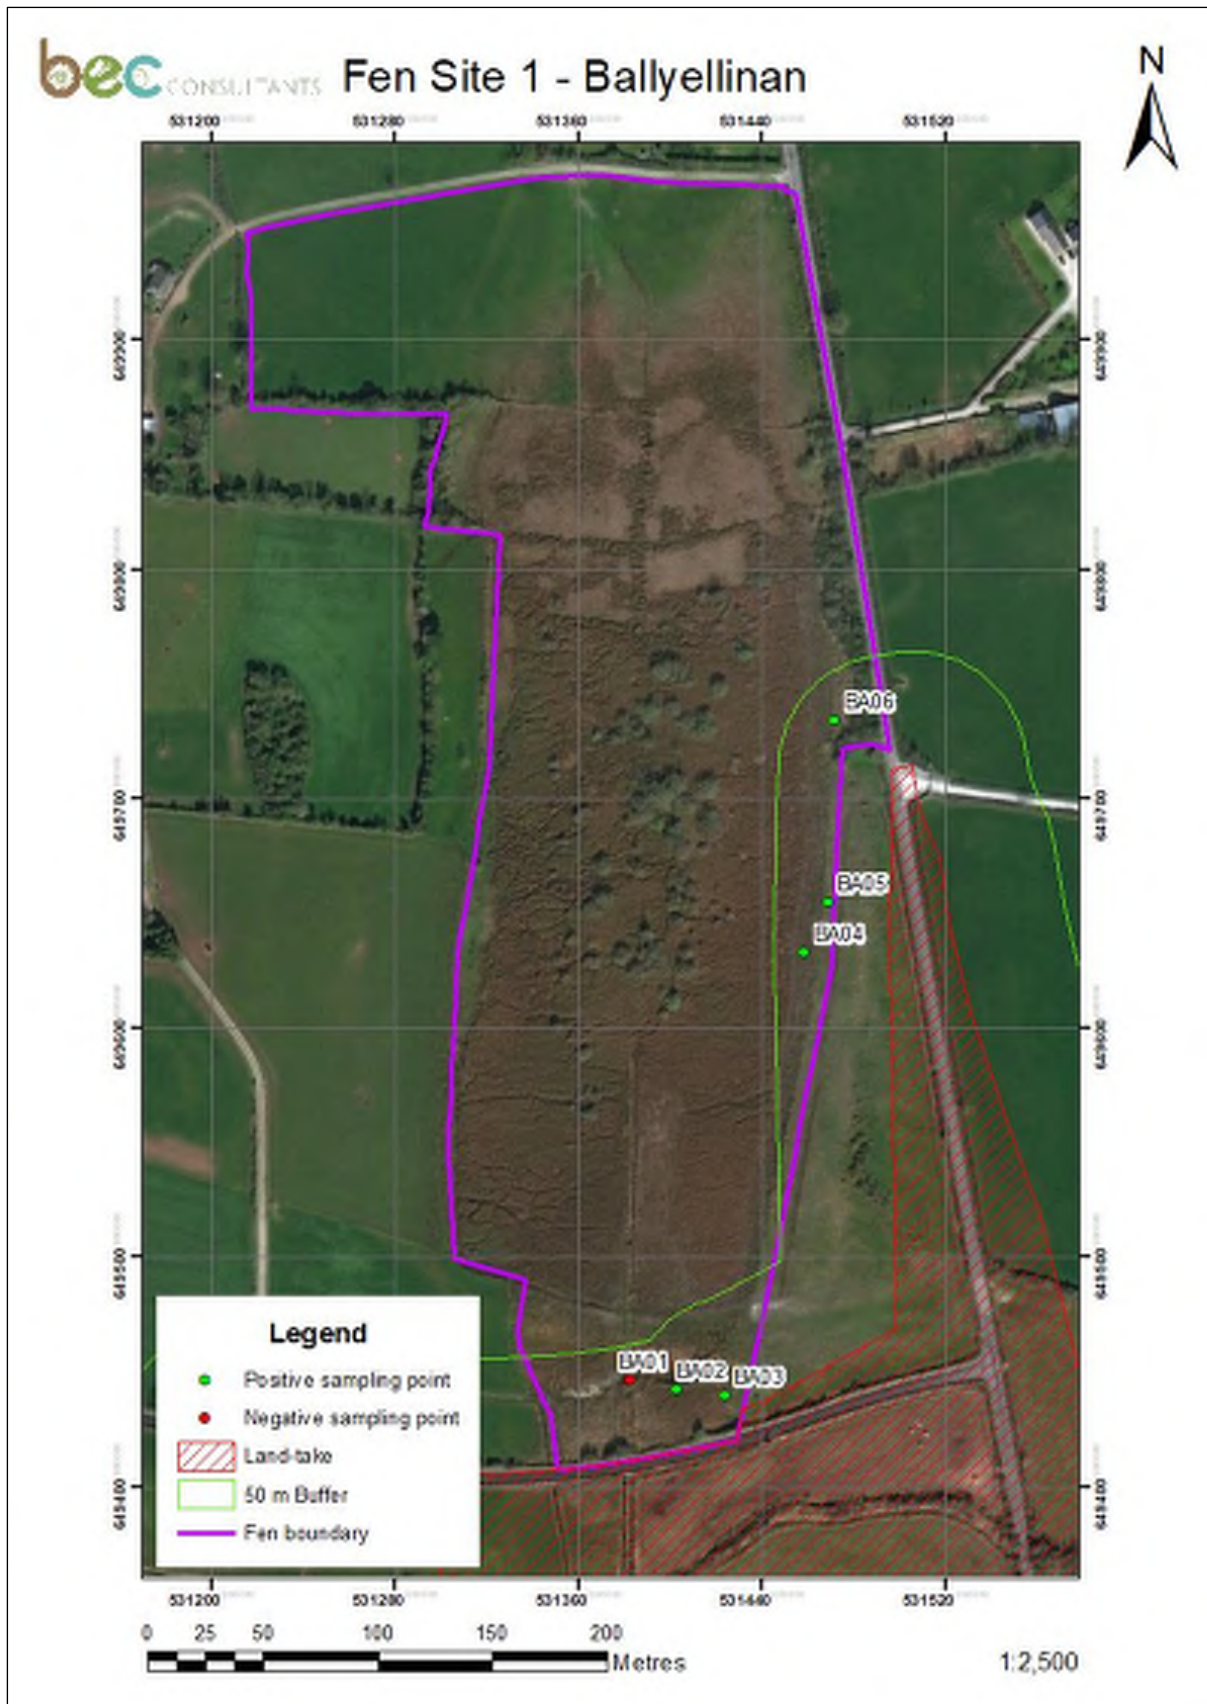 bec CONSULTANTS Fen Site 1 - Ballyellinan
N
531200 531280 531360 531440 531520
BA06
BA05
BA04
BA01 BA02 BA03
Legend
Positive sampling point
Negative sampling point
Land-take
50 m Buffer
Fen boundary
531200 531280 531360 531440 531520
0 25 50 100 150 200
Metres
1:2,500